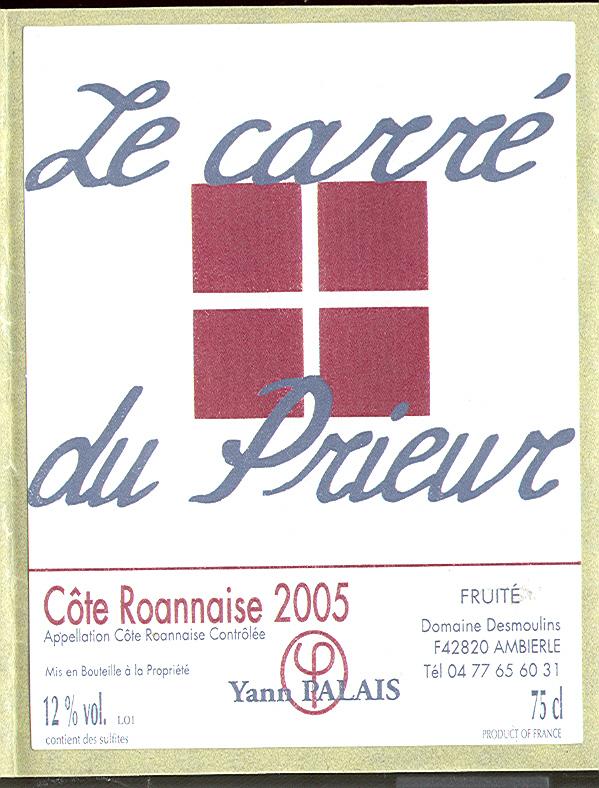 Le carré
du Prieur
Côte Roannaise 2005
Appellation Côte Roannaise Contrôlée
Mis en Bouteille à la Propriété
Yann PALAIS
12 % vol. L01
contient des sulfites
FRUITÉ
Domaine Desmoulins
F42820 AMBIERLE
Tél 04 77 65 60 31
75 cl
PRODUCT OF FRANCE